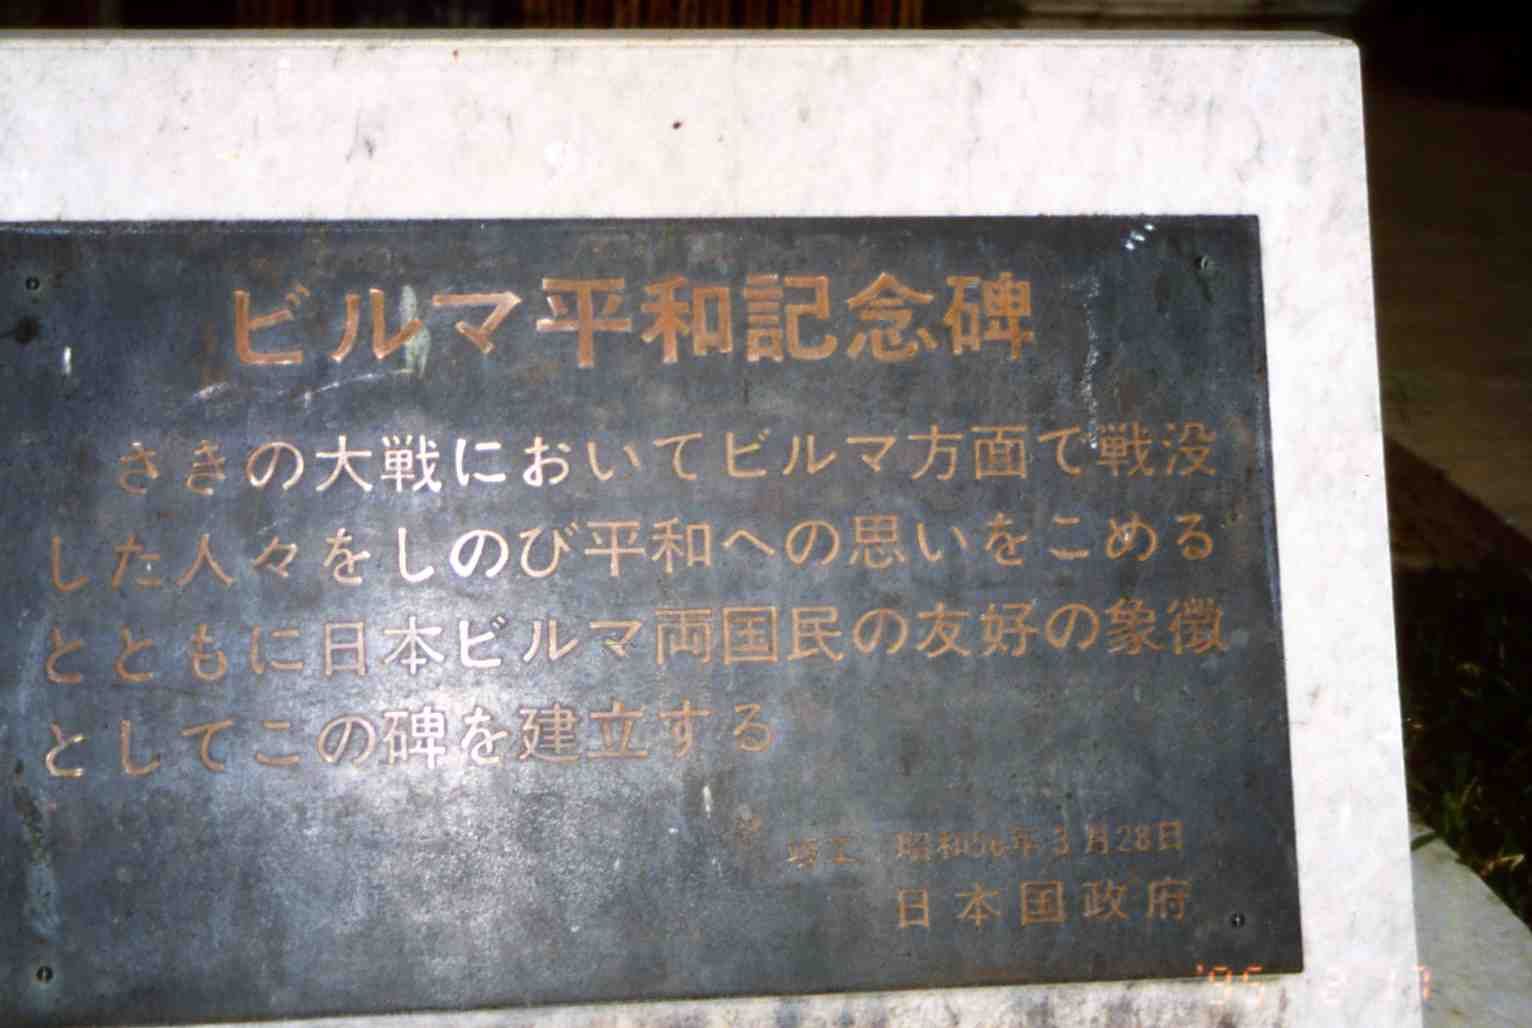 ビルマ平和記念碑
さきの大戦においてビルマ方面で戦没
した人々をしのび平和への思いをこめる
とともに日本ビルマ両国民の友好の象徴
としてこの碑を建立する
竣工 昭和56年3月28日
日本国政府